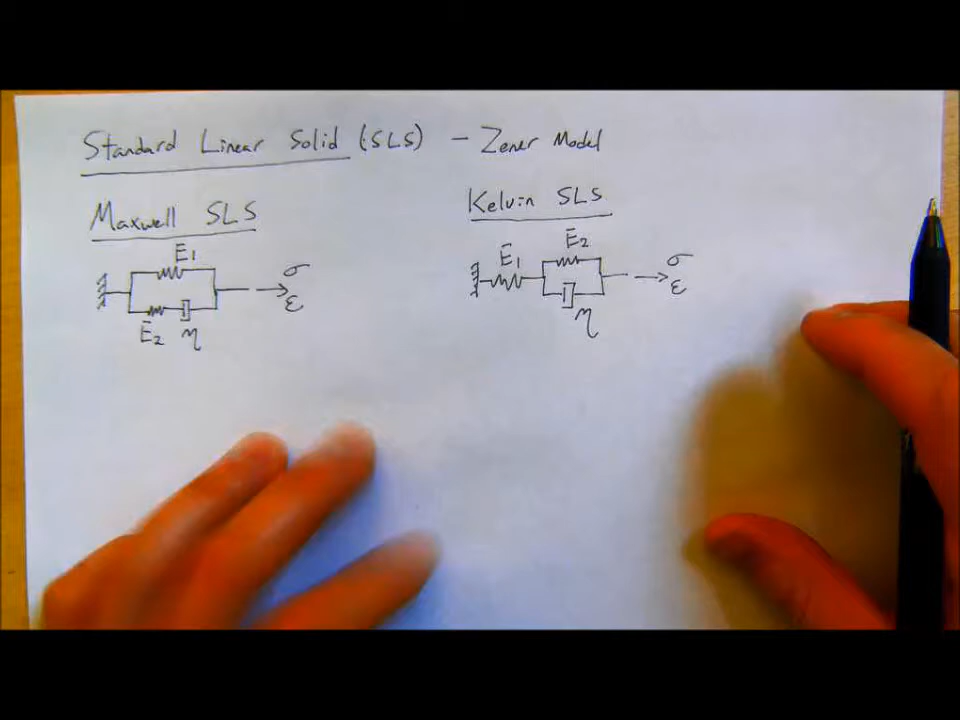 Standard Linear Solid (SLS) - Zener Model
Maxwell SLS
E1
σ
ε
E2 η
Kelvin SLS
E1 E2
σ
ε
η